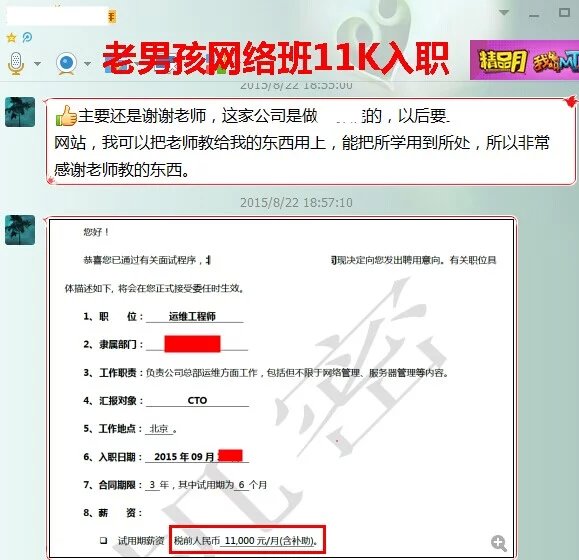 老男孩网络班11K入职
精品月
2015/8/22 18:55:00
主要还是谢谢老师，这家公司是做 的，以后要
网站，我可以把老师教给我的东西用上，能把所学用到所处，所以非常
感谢老师教的东西。
2015/8/22 18:57:10
您好！
恭喜您已通过有关面试程序， 现决定向您发出聘用意向。有关职位具
体描述如下, 将会在您正式接受委任时生效。
1、职 位： 运维工程师
2、隶属部门：
3、工作职责：负责公司总部运维方面工作，包括但不限于网络管理、服务器管理等内容。
4、汇报对象： CTO
5、工作地点： 北京 。
6、入职日期： 2015 年 09 月
7、合同期限： 3 年，其中试用期为 6 个月
8、薪 资：
试用期薪资 税前人民币 11,000 元/月(含补助)。
机密